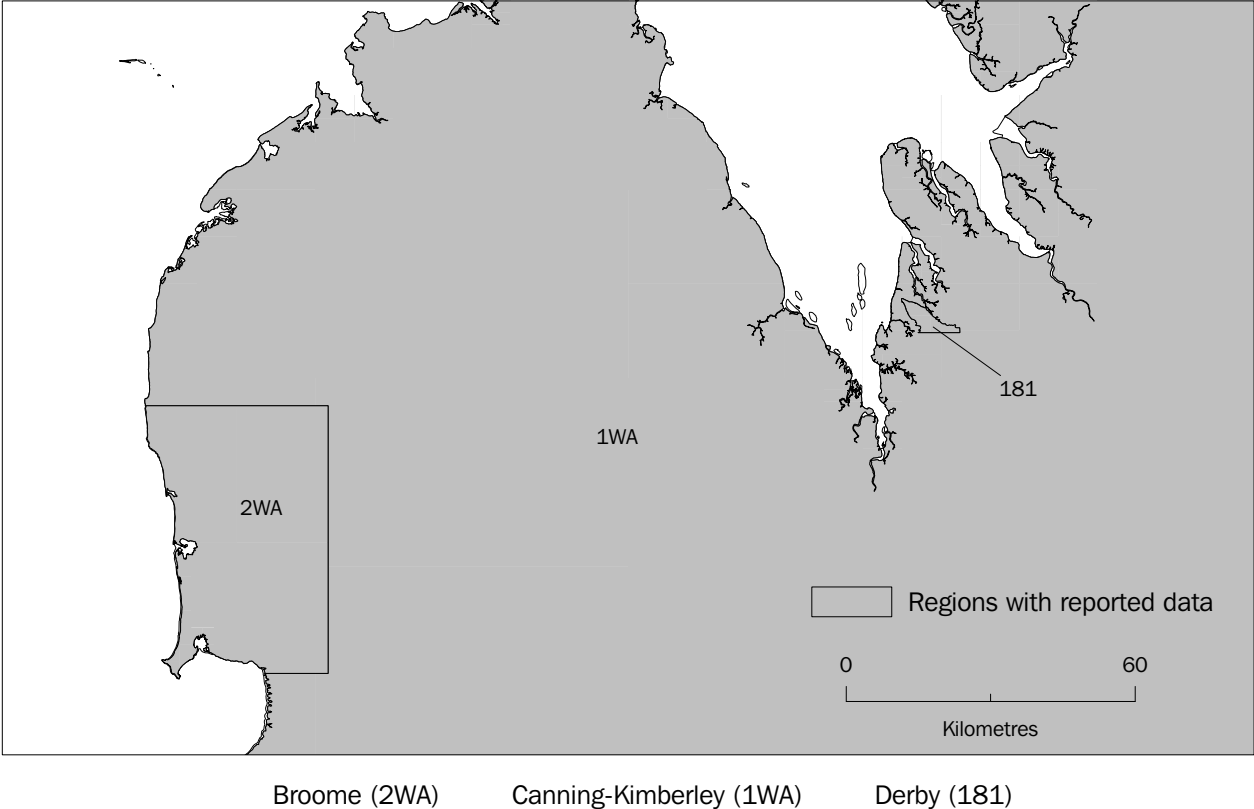 181
1WA
2WA
Regions with reported data
0 60
Kilometres
Broome (2WA) Canning-Kimberley (1WA) Derby (181)